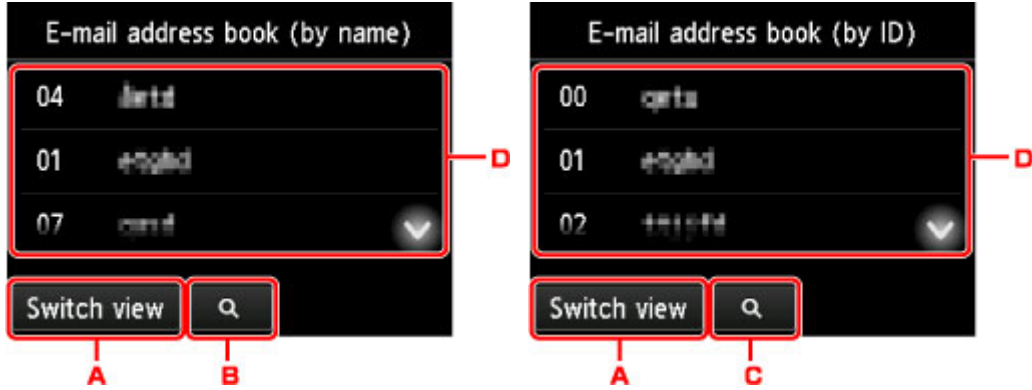 E-mail address book (by name)
04
01
07
D
Switch view
A
B
E-mail address book (by ID)
00
01
02
D
Switch view
A
C